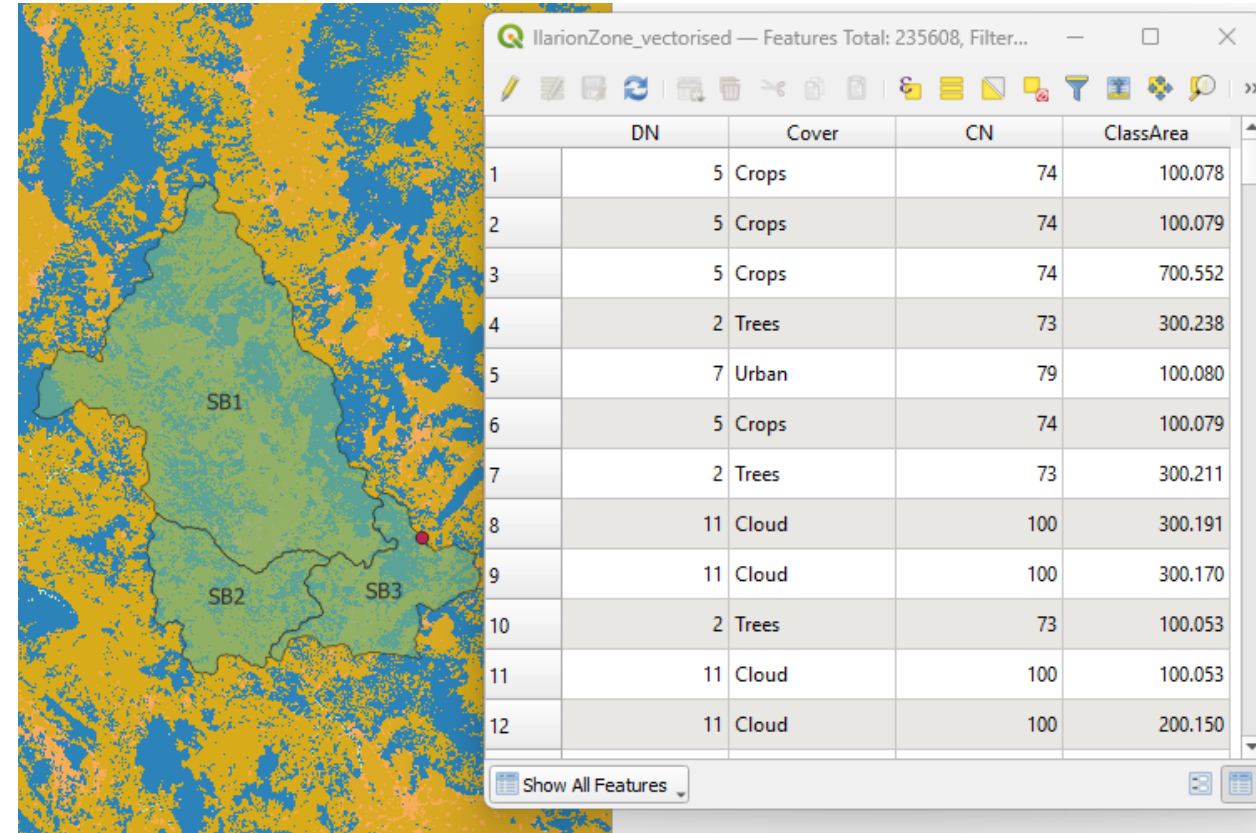 IlarionZone_vectorised — Features Total: 235608, Filter...
DN Cover CN ClassArea
1 5 Crops 74 100.078
2 5 Crops 74 100.079
3 5 Crops 74 700.552
4 2 Trees 73 300.238
5 7 Urban 79 100.080
6 5 Crops 74 100.079
7 2 Trees 73 300.211
8 11 Cloud 100 300.191
9 11 Cloud 100 300.170
10 2 Trees 73 100.053
11 11 Cloud 100 100.053
12 11 Cloud 100 200.150
Show All Features
SB1
SB2
SB3